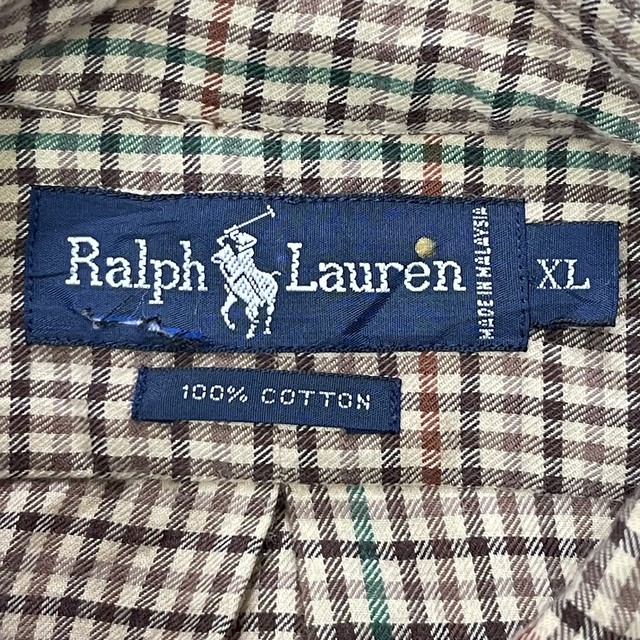 Ralph Lauren
MADE IN MALAYSIA
XL
100% COTTON